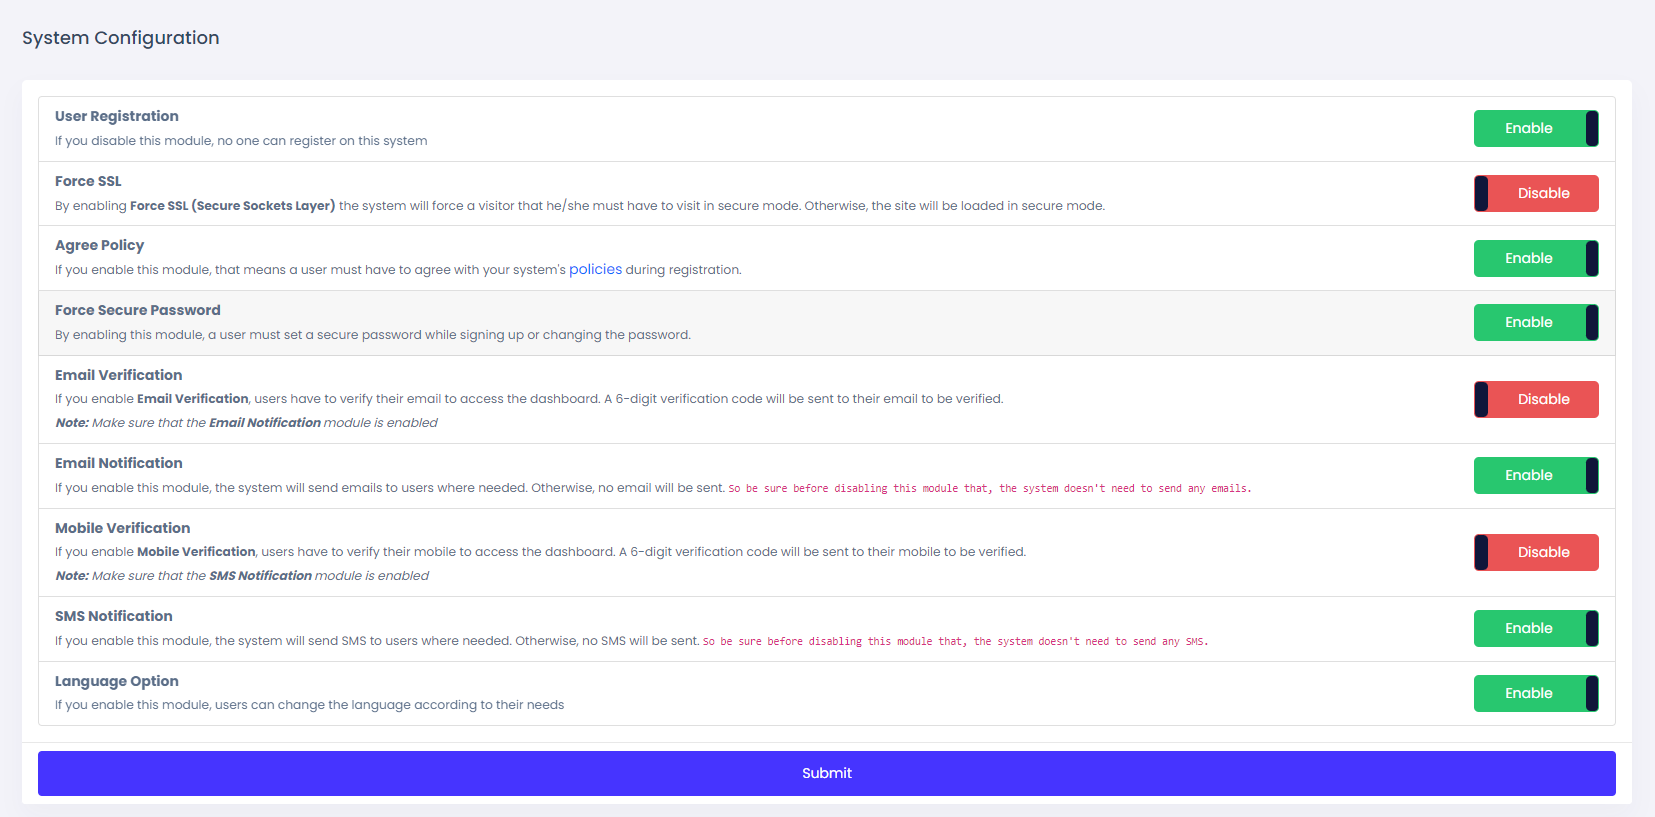 System Configuration
User Registration
If you disable this module, no one can register on this system
Enable
Force SSL
By enabling Force SSL (Secure Sockets Layer) the system will force a visitor that he/she must have to visit in secure mode. Otherwise, the site will be loaded in secure mode.
Disable
Agree Policy
If you enable this module, that means a user must have to agree with your system's policies during registration.
Enable
Force Secure Password
By enabling this module, a user must set a secure password while signing up or changing the password.
Enable
Email Verification
If you enable Email Verification, users have to verify their email to access the dashboard. A 6-digit verification code will be sent to their email to be verified.
Note: Make sure that the Email Notification module is enabled
Disable
Email Notification
If you enable this module, the system will send emails to users where needed. Otherwise, no email will be sent. So be sure before disabling this module that, the system doesn't need to send any emails.
Enable
Mobile Verification
If you enable Mobile Verification, users have to verify their mobile to access the dashboard. A 6-digit verification code will be sent to their mobile to be verified.
Note: Make sure that the SMS Notification module is enabled
Disable
SMS Notification
If you enable this module, the system will send SMS to users where needed. Otherwise, no SMS will be sent. So be sure before disabling this module that, the system doesn't need to send any SMS.
Enable
Language Option
If you enable this module, users can change the language according to their needs
Enable
Submit